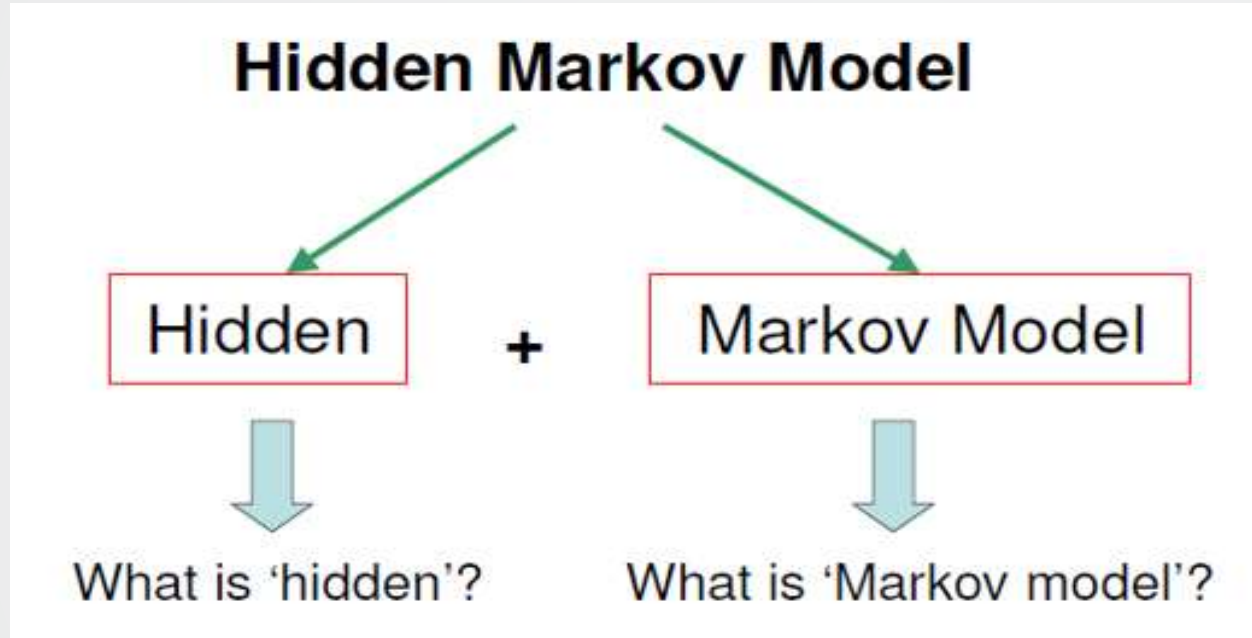 Hidden Markov Model
Hidden + Markov Model
What is ‘hidden’? What is ‘Markov model’?